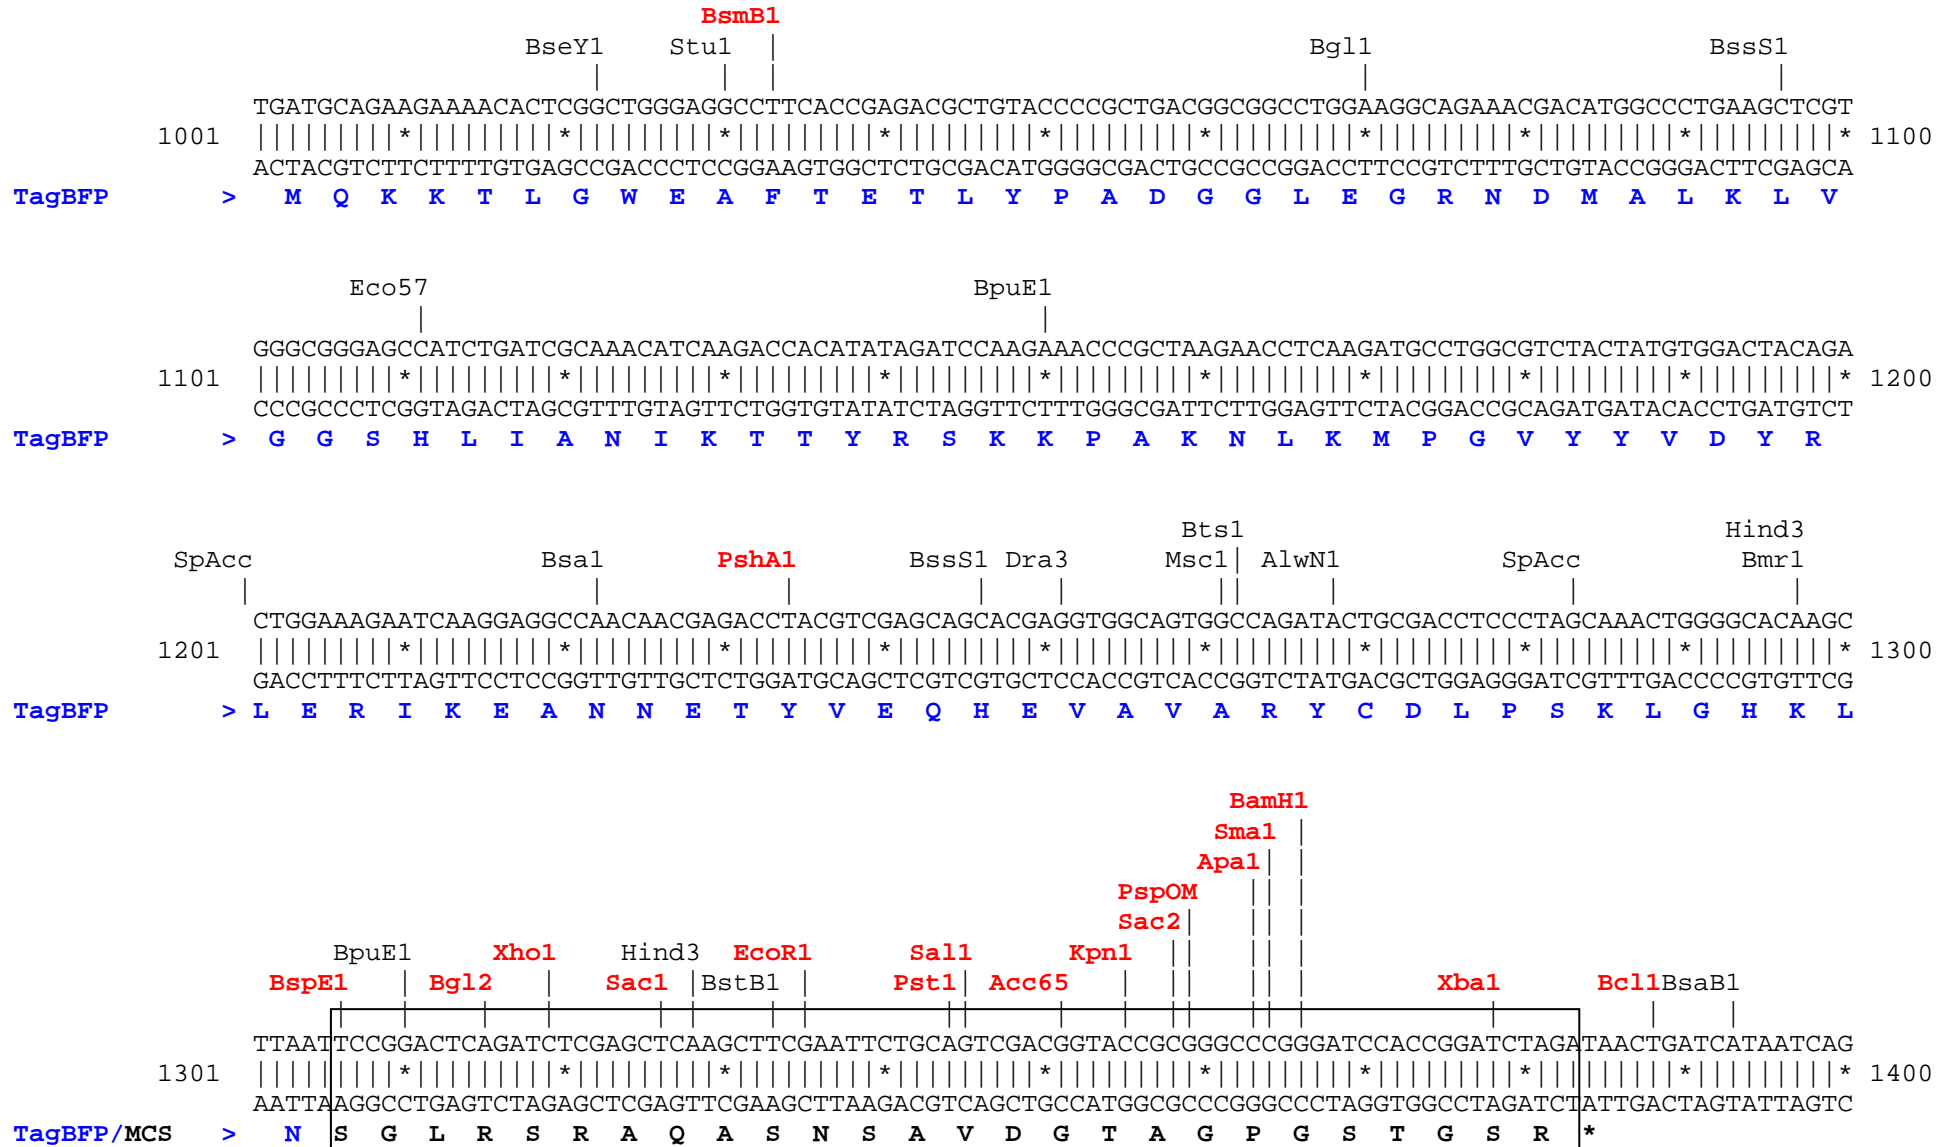 BsmB1
BseY1 Stu1 | Bgl1 BssS1
| | | | |
TGATGCAGAAGAAAACACTCGGCTGGGAGGCCTTCACCGAGACGCTGTACCCCGCTGACGGCGGCCTGGAAGGCAGAAACGACATGGCCCTGAAGCTCGT
1001 |||||||||*|||||||||*|||||||||*|||||||||*|||||||||*|||||||||*|||||||||*|||||||||*|||||||||*|||||||||* 1100
ACTACGTCTTCTTTTGTGAGCCGACCCTCCGGAAGTGGCTCTGCGACATGGGGCGACTGCCGCCGGACCTTCCGTCTTTGCTGTACCGGGACTTCGAGCA
TagBFP > M Q K K T L G W E A F T E T L Y P A D G G L E G R N D M A L K L V
Eco57 BpuE1
| |
GGGCGGGAGCCATCTGATCGCAAACATCAAGACCACATATAGATCCAAGAAACCCGCTAAGAACCTCAAGATGCCTGGCGTCTACTATGTGGACTACAGA
1101 |||||||||*|||||||||*|||||||||*|||||||||*|||||||||*|||||||||*|||||||||*|||||||||*|||||||||*|||||||||* 1200
CCCGCCCTCGGTAGACTAGCGTTTGTAGTTCTGGTGTATATCTAGGTTCTTTGGGCGATTCTTGGAGTTCTACGGACCGCAGATGATACACCTGATGTCT
TagBFP > G G S H L I A N I K T T Y R S K K P A K N L K M P G V Y Y V D Y R
Bts1 Hind3
SpAcc Bsa1 PshA1 BssS1 Dra3 Msc1| AlwN1 SpAcc Bmr1
| | | | | || | | |
CTGGAAAGAATCAAGGAGGCCAACAACGAGACCTACGTCGAGCAGCACGAGGTGGCAGTGGCCAGATACTGCGACCTCCCTAGCAAACTGGGGCACAAGC
1201 |||||||||*|||||||||*|||||||||*|||||||||*|||||||||*|||||||||*|||||||||*|||||||||*|||||||||*|||||||||* 1300
GACCTTTCTTAGTTCCTCCGGTTGTTGCTCTGGATGCAGCTCGTCGTGCTCCACCGTCACCGGTCTATGACGCTGGAGGGATCGTTTGACCCCGTGTTCG
TagBFP > L E R I K E A N N E T Y V E Q H E V A V A R Y C D L P S K L G H K L
BamH1
Sma1 |
Apa1| |
PspOM || |
Sac2| || |
BpuE1 Xho1 Hind3 EcoR1 Sal1 Kpn1 || || |
BspE1 | Bgl2 | Sac1 |BstB1 | Pst1| Acc65 | || || | Xba1 Bcl1BsaB1
| | | | | | | | || | | || || | | | |
TTAATTCCGGACTCAGATCTCGAGCTCAAGCTTCGAATTCTGCAGTCGACGGTACCGCGGGCCCGGGATCCACCGGATCTAGATAACTGATCATAATCAG
1301 |||||||||*|||||||||*|||||||||*|||||||||*|||||||||*|||||||||*|||||||||*|||||||||*|||||||||*|||||||||* 1400
AATTAAGGCCTGAGTCTAGAGCTCGAGTTCGAAGCTTAAGACGTCAGCTGCCATGGCGCCCGGGCCCTAGGTGGCCTAGATCTATTGACTAGTATTAGTC
TagBFP/MCS > N S G L R S R A Q A S N S A V D G T A G P G S T G S R *